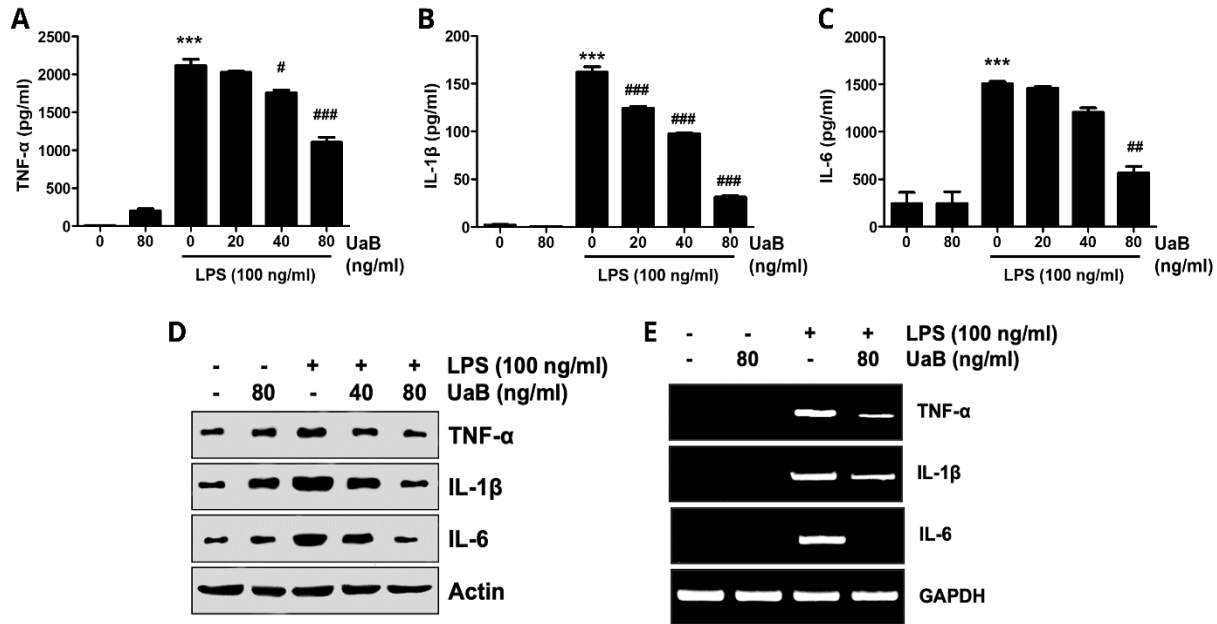 A
TNF-α (pg/ml)
2500
2000
1500
1000
500
0
***
#
###
0 80 0 20 40 80 UaB
(ng/ml)
LPS (100 ng/ml)
B
IL-1β (pg/ml)
200
150
100
50
0
***
###
###
###
0 80 0 20 40 80 UaB
(ng/ml)
LPS (100 ng/ml)
C
IL-6 (pg/ml)
2000
1500
1000
500
0
***
##
0 80 0 20 40 80 UaB
(ng/ml)
LPS (100 ng/ml)
D
- - + + + LPS (100 ng/ml)
- 80 - 40 80 UaB (ng/ml)
TNF-α
IL-1β
IL-6
Actin
E
- - + + LPS (100 ng/ml)
- 80 - 80 UaB (ng/ml)
TNF-α
IL-1β
IL-6
GAPDH